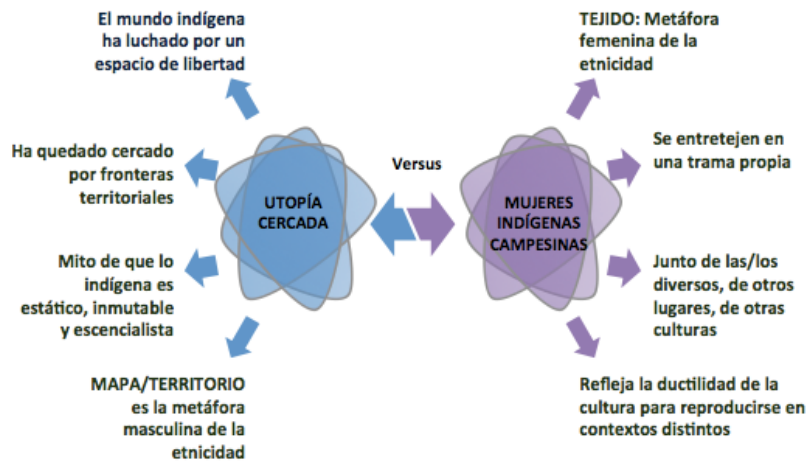 El mundo indígena
ha luchado por un
espacio de libertad
Ha quedado cercado
por fronteras
territoriales
Mito de que lo
indígena es
estático, inmutable
y escencialista
MAPA/TERRITORIO
es la metáfora
masculina de la
etnicidad
UTOPÍA
CERCADA
Versus
MUJERES
INDÍGENAS
CAMPESINAS
TEJIDO: Metáfora
femenina de la
etnicidad
Se entretejen en
una trama propia
Junto de las/los
diversos, de otros
lugares, de otras
culturas
Refleja la ductilidad de la
cultura para reproducirse en
contextos distintos